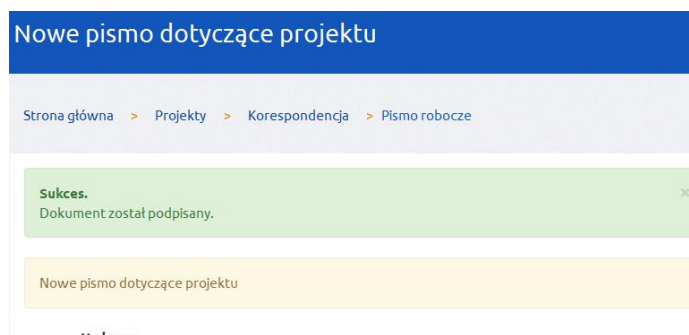 Nowe pismo dotyczące projektu
Strona główna > Projekty > Korespondencja > Pismo robocze
Sukces. ×
Dokument został podpisany.
Nowe pismo dotyczące projektu